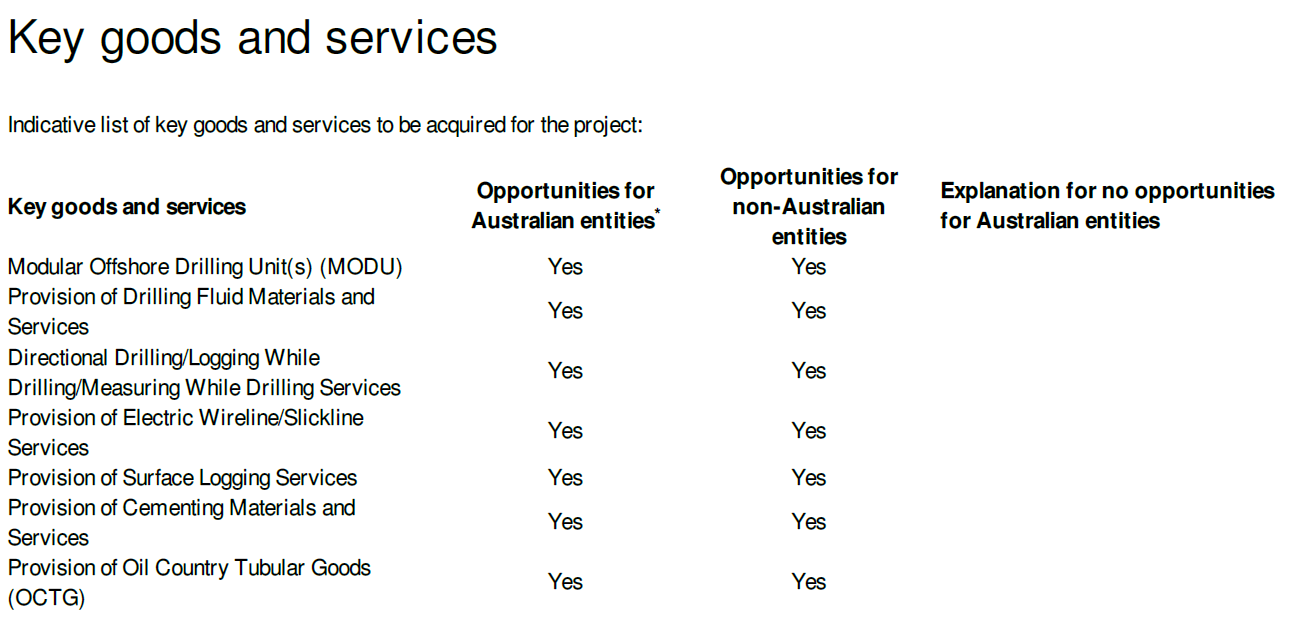 Key goods and services
Indicative list of key goods and services to be acquired for the project:
Key goods and services
Opportunities for
Australian entities*
Opportunities for
non-Australian
entities
Explanation for no opportunities
for Australian entities
Modular Offshore Drilling Unit(s) (MODU) Yes Yes
Provision of Drilling Fluid Materials and
Services
Yes Yes
Directional Drilling/Logging While
Drilling/Measuring While Drilling Services
Yes Yes
Provision of Electric Wireline/Slickline
Services
Yes Yes
Provision of Surface Logging Services Yes Yes
Provision of Cementing Materials and
Services
Yes Yes
Provision of Oil Country Tubular Goods
(OCTG)
Yes Yes